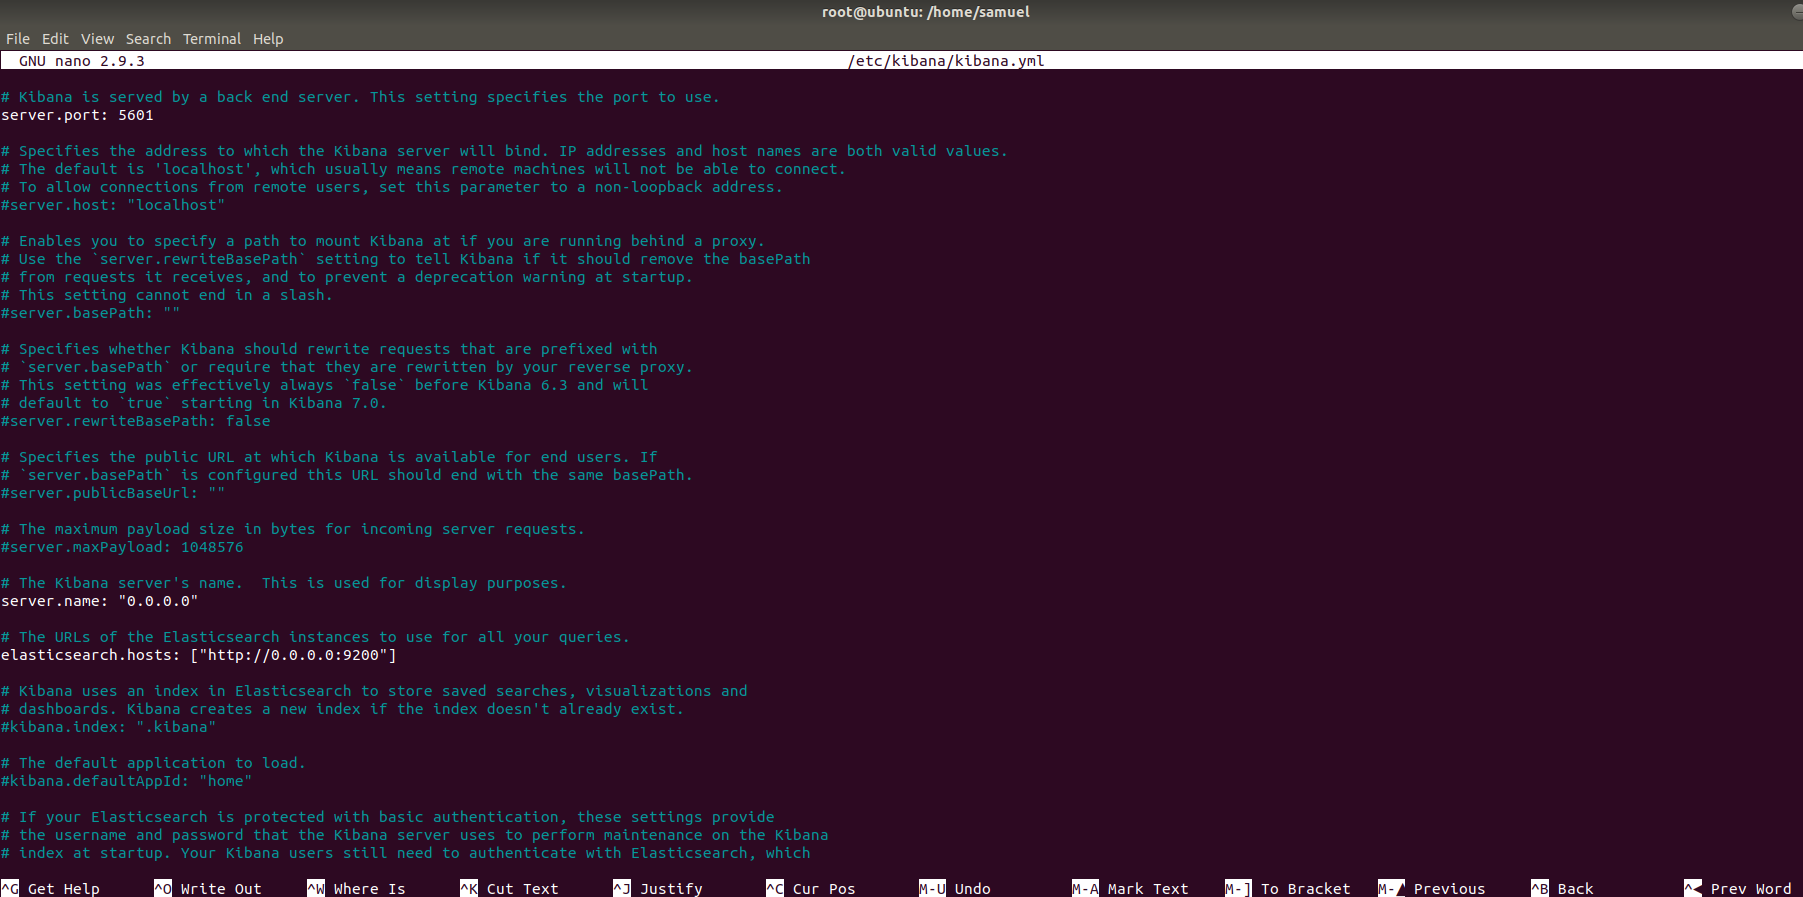 root@ubuntu: /home/samuel
File Edit View Search Terminal Help
GNU nano 2.9.3 /etc/kibana/kibana.yml
# Kibana is served by a back end server. This setting specifies the port to use.
server.port: 5601
# Specifies the address to which the Kibana server will bind. IP addresses and host names are both valid values.
# The default is 'localhost', which usually means remote machines will not be able to connect.
# To allow connections from remote users, set this parameter to a non-loopback address.
#server.host: "localhost"
# Enables you to specify a path to mount Kibana at if you are running behind a proxy.
# Use the `server.rewriteBasePath` setting to tell Kibana if it should remove the basePath
# from requests it receives, and to prevent a deprecation warning at startup.
# This setting cannot end in a slash.
#server.basePath: ""
# Specifies whether Kibana should rewrite requests that are prefixed with
# `server.basePath` or require that they are rewritten by your reverse proxy.
# This setting was effectively always `false` before Kibana 6.3 and will
# default to `true` starting in Kibana 7.0.
#server.rewriteBasePath: false
# Specifies the public URL at which Kibana is available for end users. If
# `server.basePath` is configured this URL should end with the same basePath.
#server.publicBaseUrl: ""
# The maximum payload size in bytes for incoming server requests.
#server.maxPayload: 1048576
# The Kibana server's name.  This is used for display purposes.
server.name: "0.0.0.0"
# The URLs of the Elasticsearch instances to use for all your queries.
elasticsearch.hosts: ["http://0.0.0.0:9200"]
# Kibana uses an index in Elasticsearch to store saved searches, visualizations and
# dashboards. Kibana creates a new index if the index doesn't already exist.
#kibana.index: ".kibana"
# The default application to load.
#kibana.defaultAppId: "home"
# If your Elasticsearch is protected with basic authentication, these settings provide
# the username and password that the Kibana server uses to perform maintenance on the Kibana
# index at startup. Your Kibana users still need to authenticate with Elasticsearch, which
^G Get Help ^O Write Out ^W Where Is ^K Cut Text ^J Justify ^C Cur Pos M-U Undo M-A Mark Text M-] To Bracket M-▲ Previous ^B Back ^◀ Prev Word